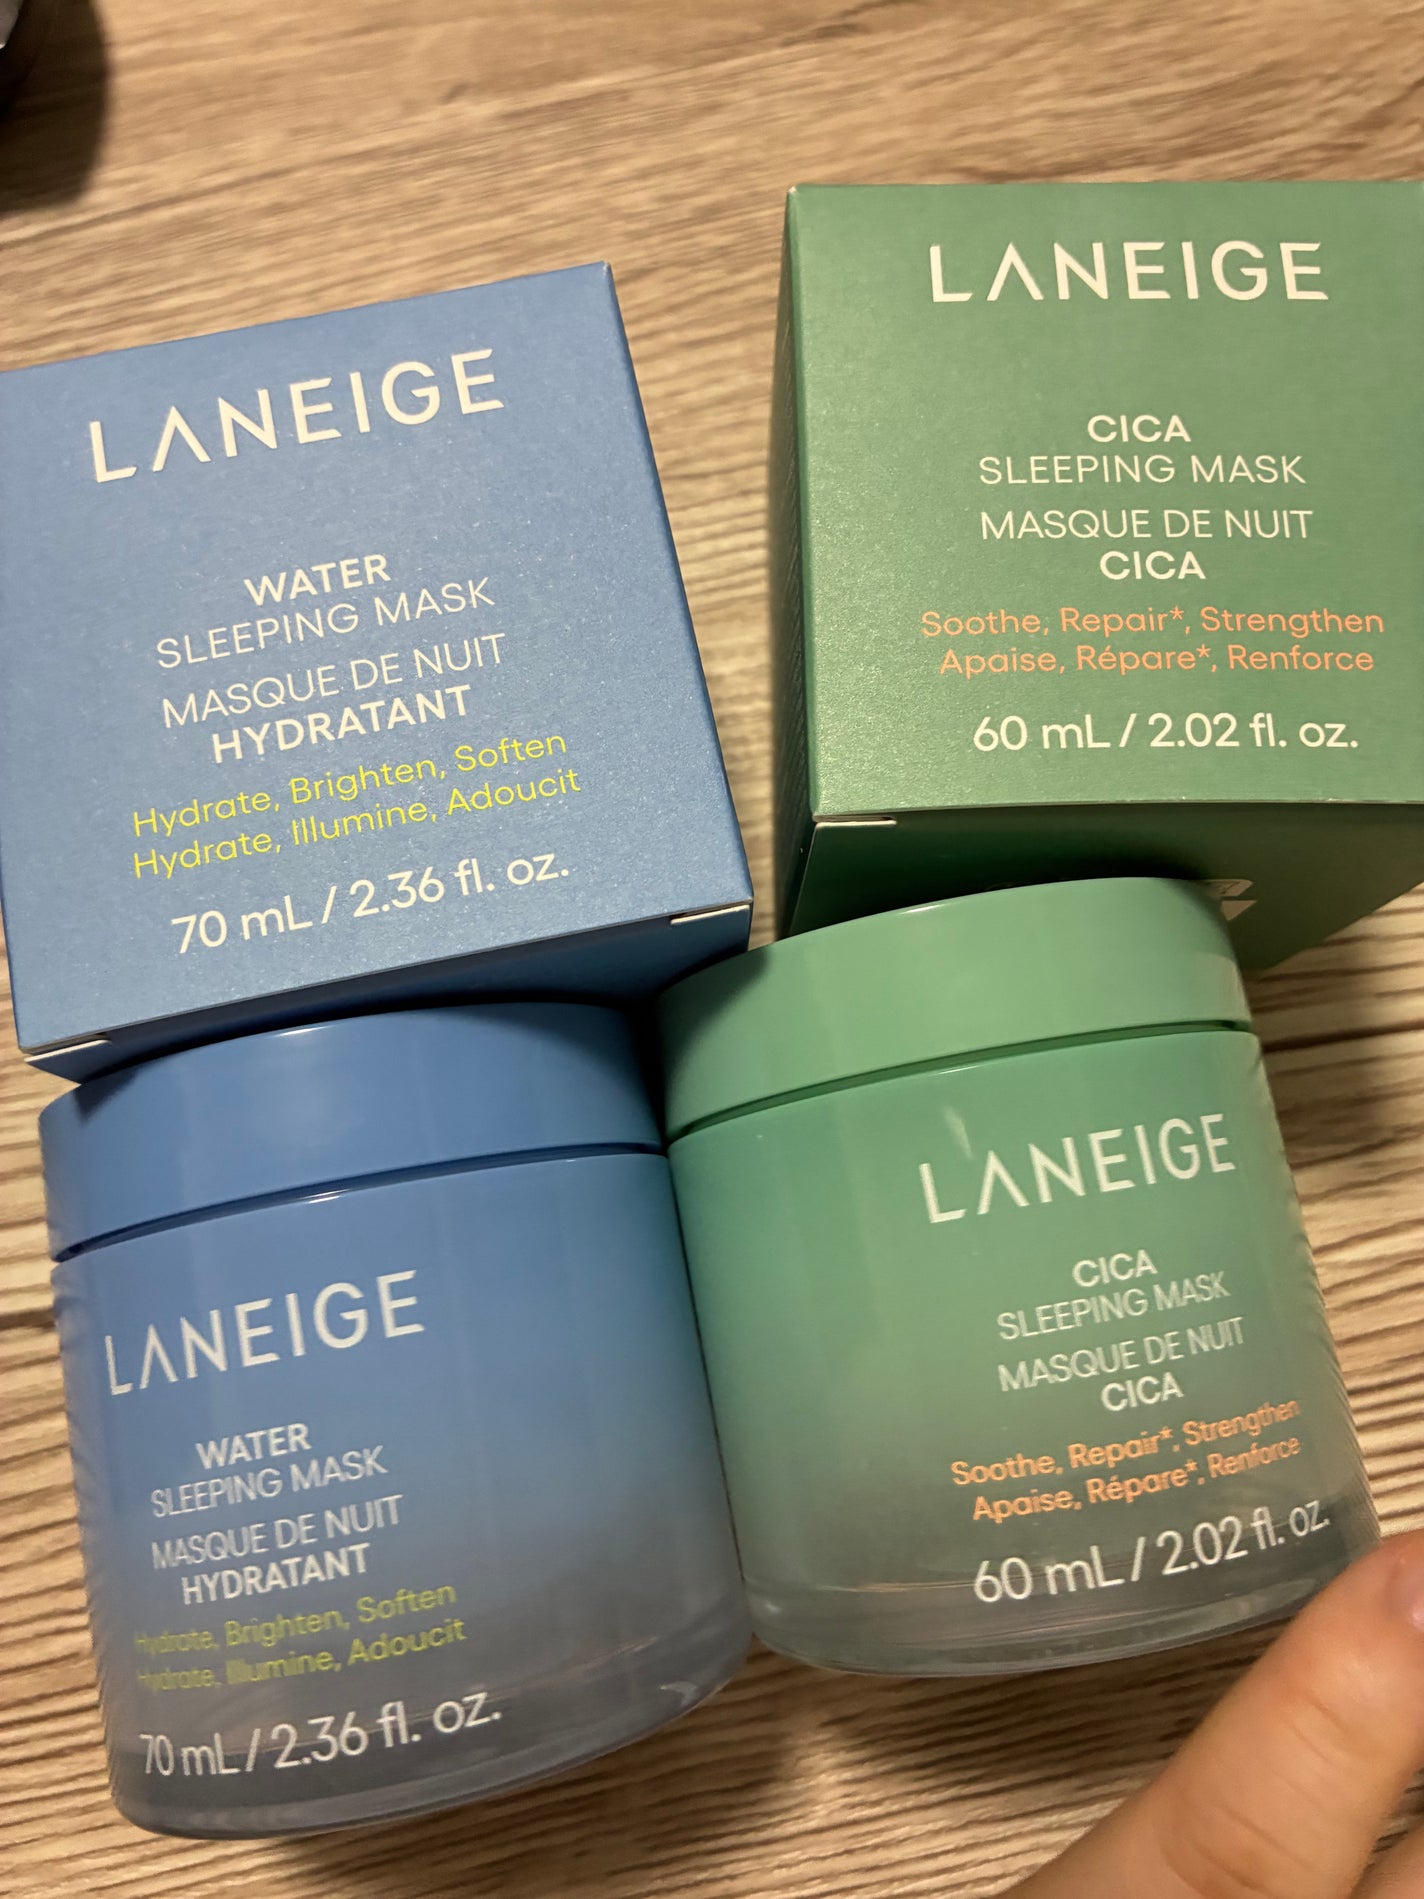 LANEIGE
WATER
SLEEPING MASK
MASQUE DE NUIT
HYDRATANT
Hydrate, Brighten, Soften
Hydrate, Illumine, Adoucit
70 mL / 2.36 fl. oz.
LANEIGE
CICA
SLEEPING MASK
MASQUE DE NUIT
CICA
Soothe, Repair*, Strengthen
Apaise, Répare*, Renforce
60 mL / 2.02 fl. oz.
LANEIGE
WATER
SLEEPING MASK
MASQUE DE NUIT
HYDRATANT
Hydrate, Brighten, Soften
Hydrate, Illumine, Adoucit
70 mL / 2.36 fl. oz.
LANEIGE
CICA
SLEEPING MASK
MASQUE DE NUIT
CICA
Soothe, Repair*, Strengthen
Apaise, Répare*, Renforce
60 mL / 2.02 fl. oz.